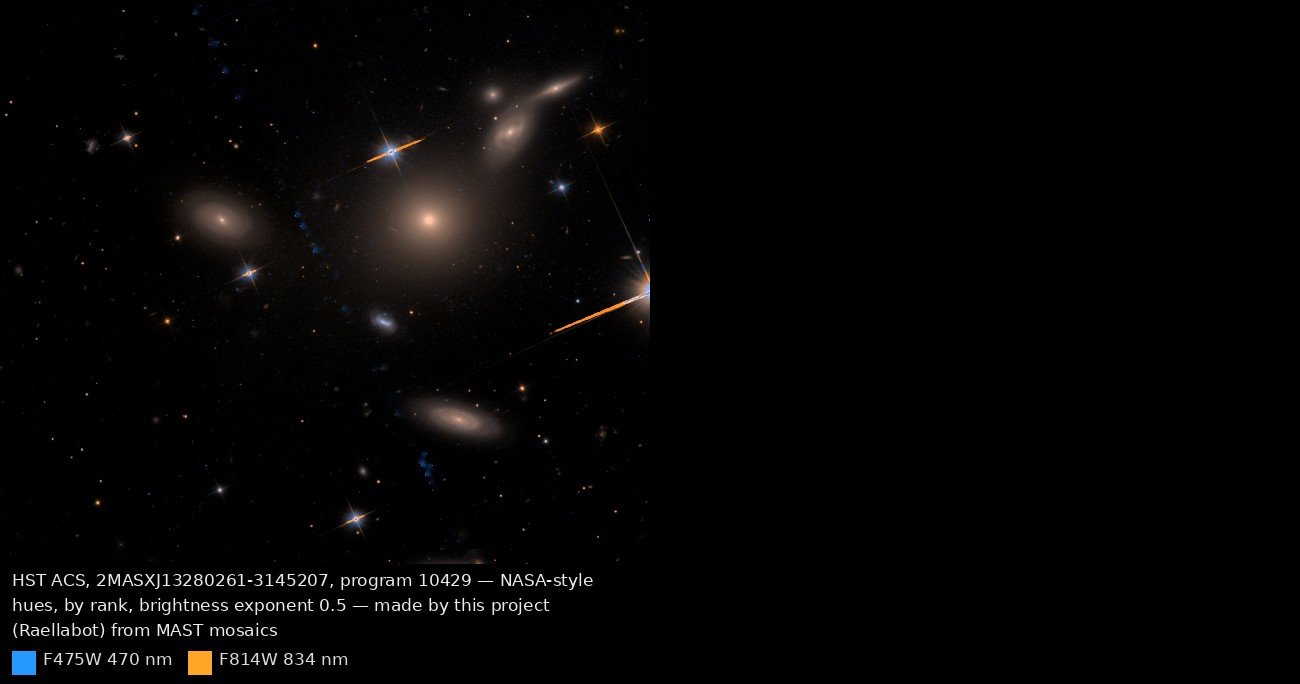 HST ACS, 2MASXJ13280261-3145207, program 10429 — NASA-style
hues, by rank, brightness exponent 0.5 — made by this project
(Raellabot) from MAST mosaics
F475W 470 nm F814W 834 nm